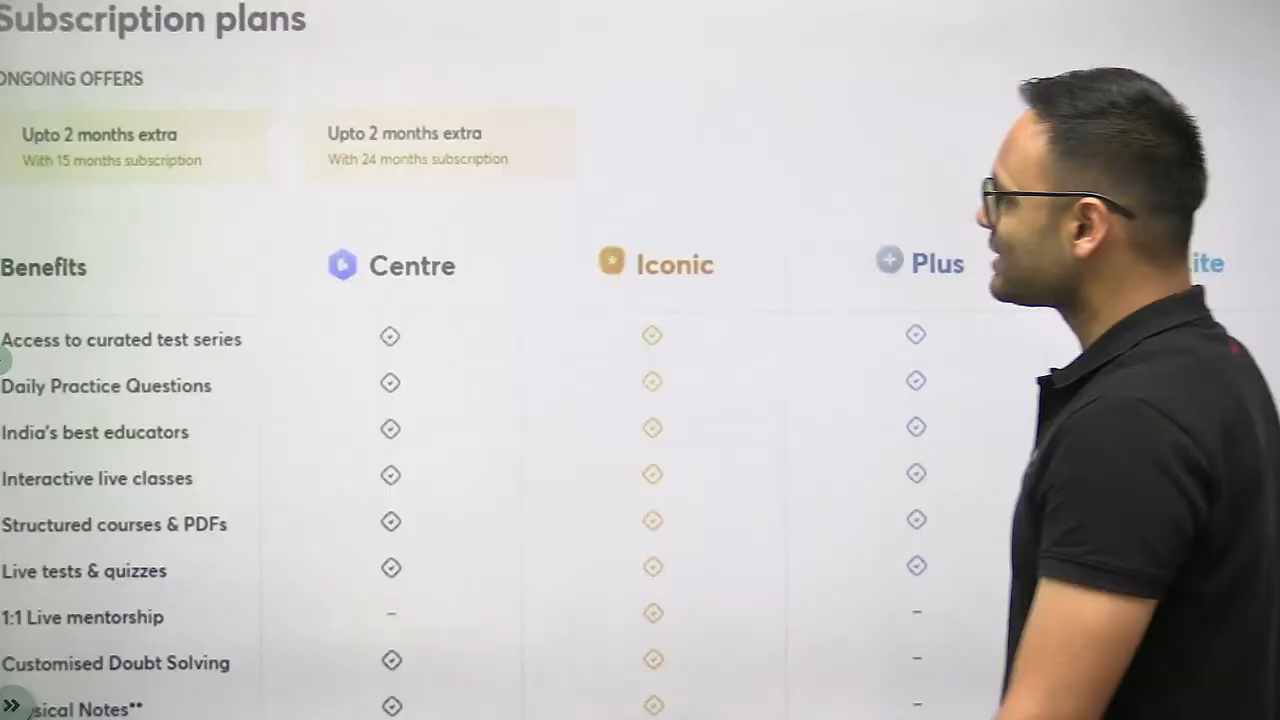 Subscription plans
ONGOING OFFERS
Upto 2 months extra
With 15 months subscription
Upto 2 months extra
With 24 months subscription
Benefits Centre Iconic Plus
Access to curated test series
Daily Practice Questions
India's best educators
Interactive live classes
Structured courses & PDFs
Live tests & quizzes
1:1 Live mentorship - -
Customised Doubt Solving -
Notes** -